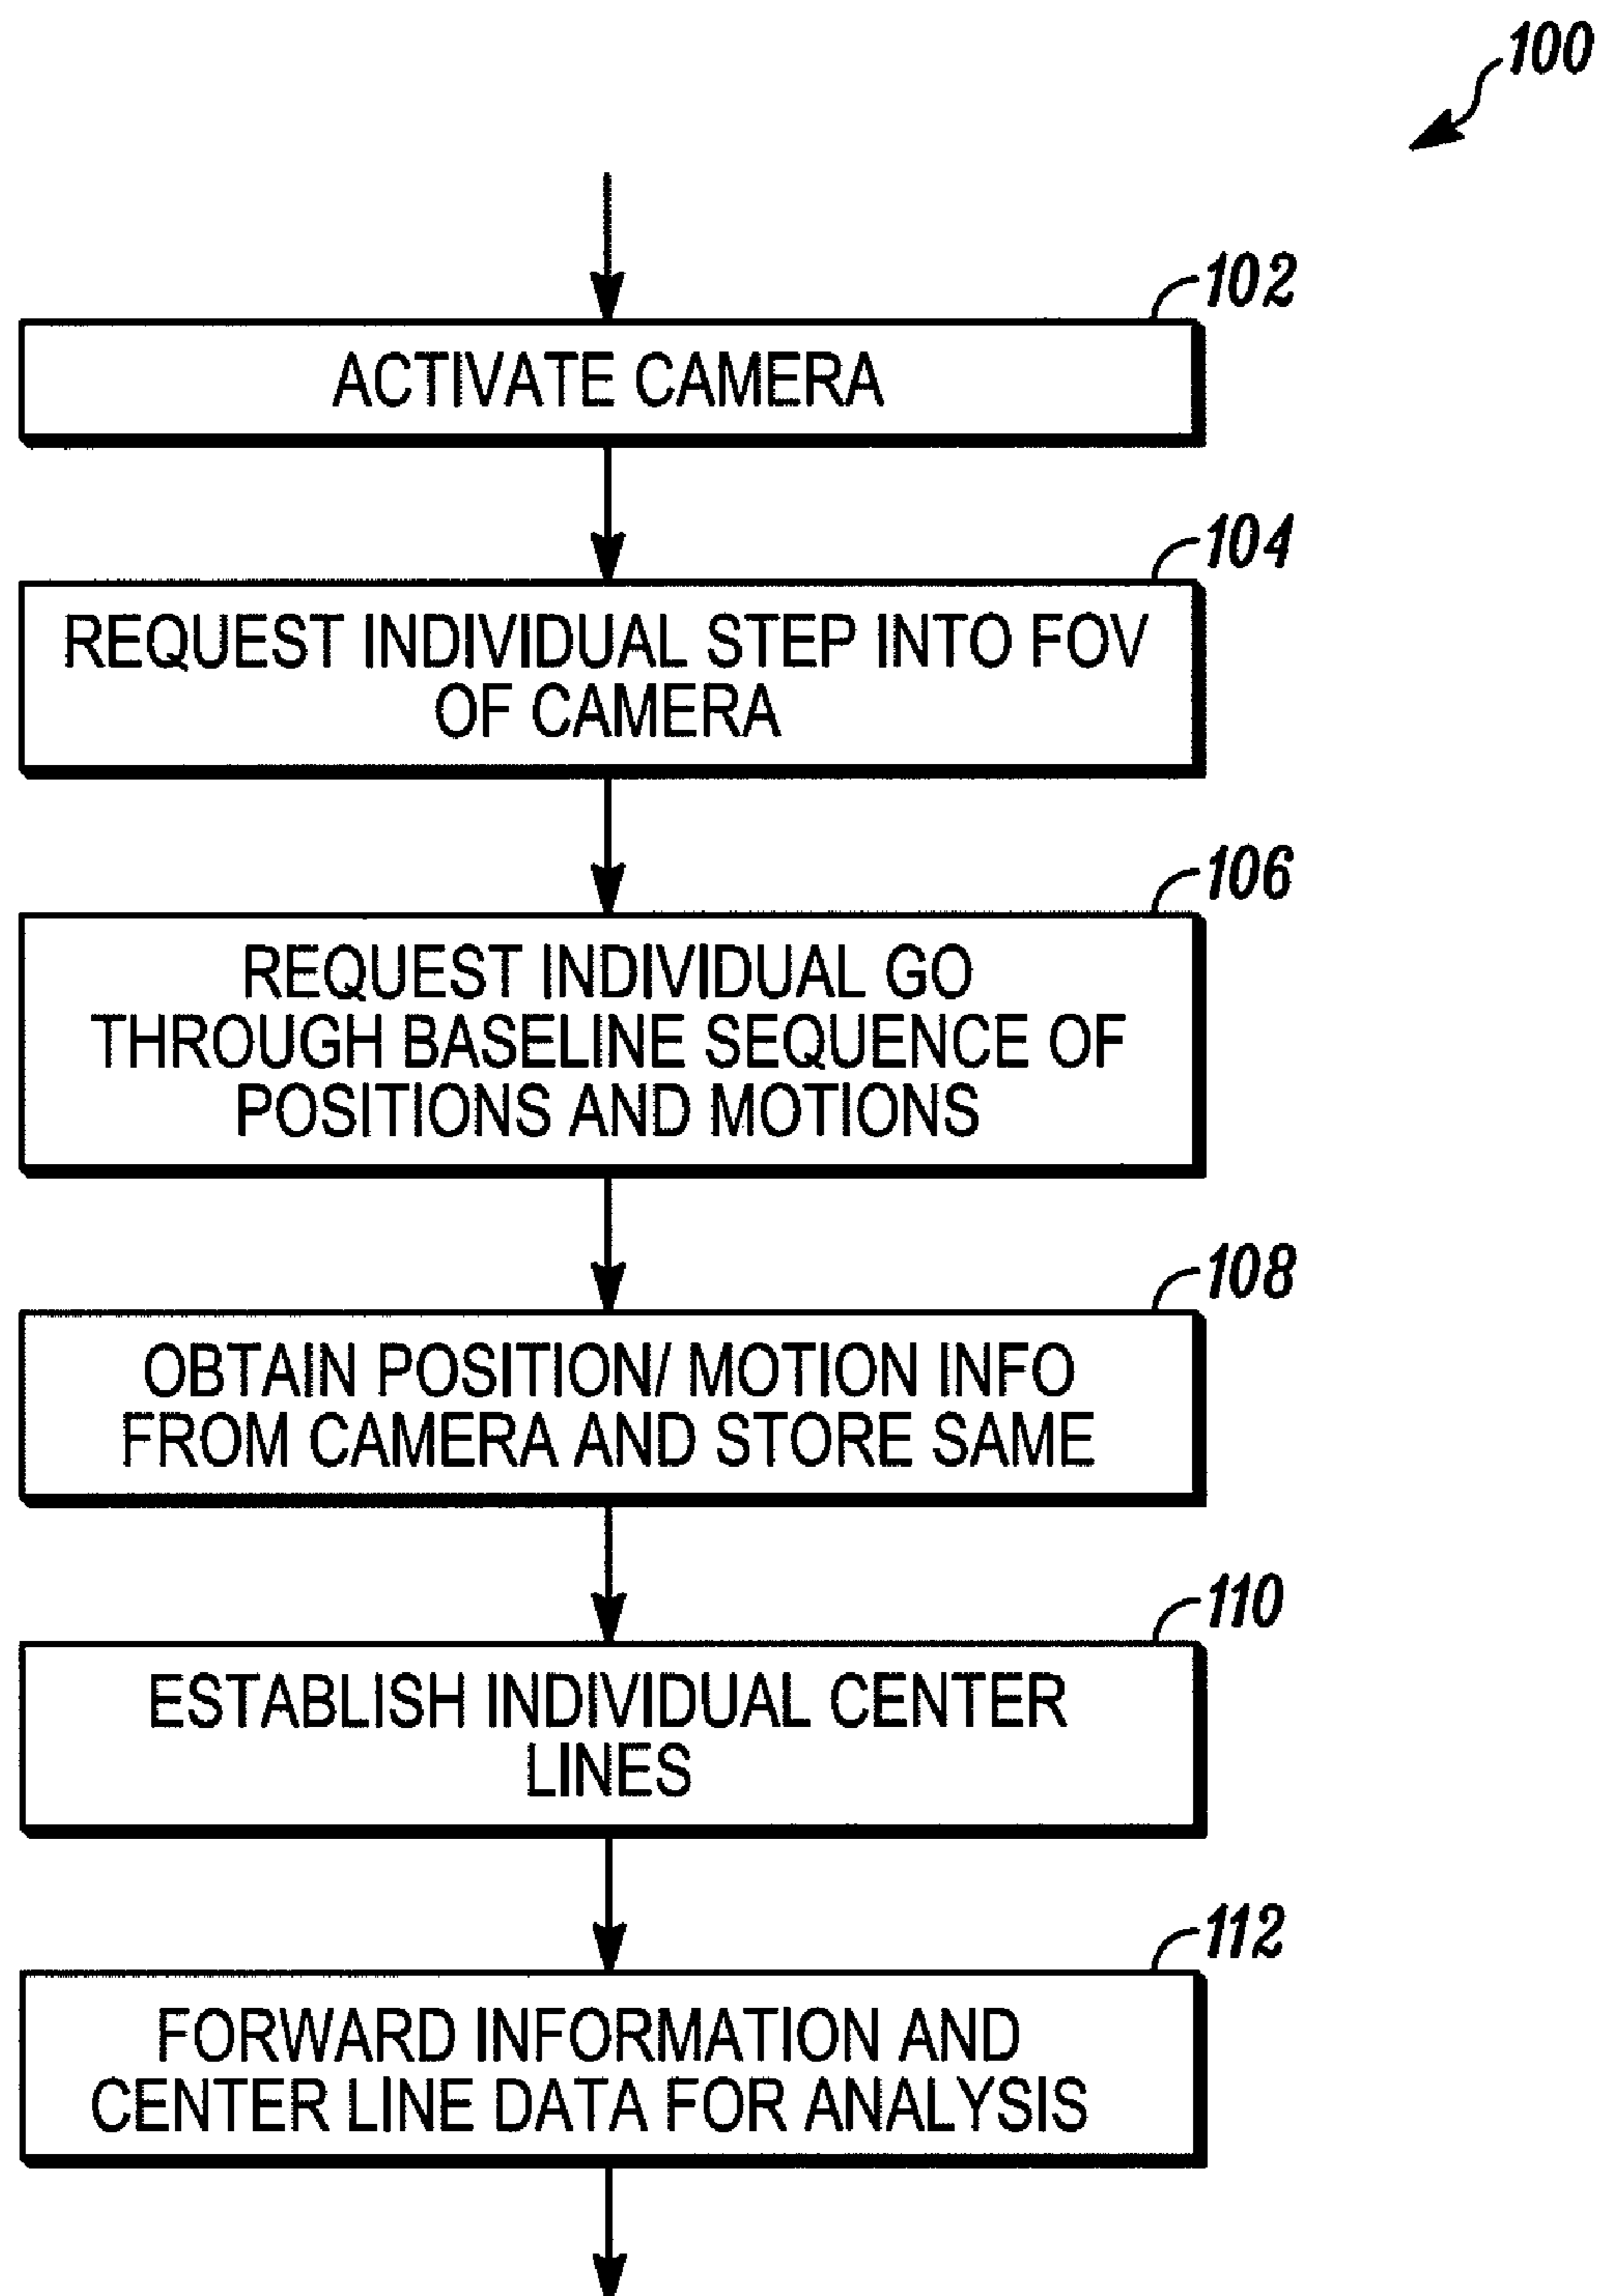 100
102
ACTIVATE CAMERA
104
REQUEST INDIVIDUAL STEP INTO FOV
OF CAMERA
106
REQUEST INDIVIDUAL GO
THROUGH BASELINE SEQUENCE OF
POSITIONS AND MOTIONS
108
OBTAIN POSITION/ MOTION INFO
FROM CAMERA AND STORE SAME
110
ESTABLISH INDIVIDUAL CENTER
LINES
112
FORWARD INFORMATION AND
CENTER LINE DATA FOR ANALYSIS